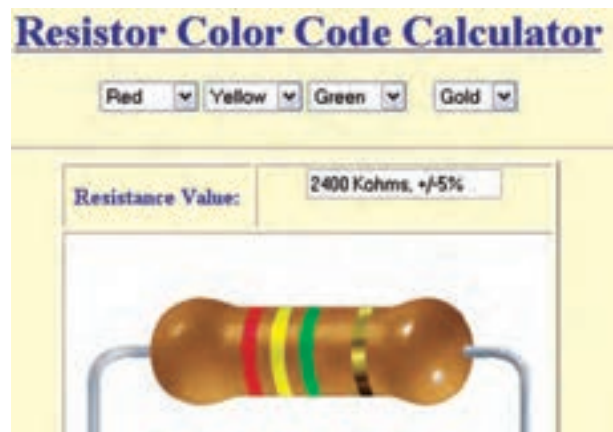 Resistor Color Code Calculator
Red Yellow Green Gold
Resistance Value: 2400 Kohms, +/-5%